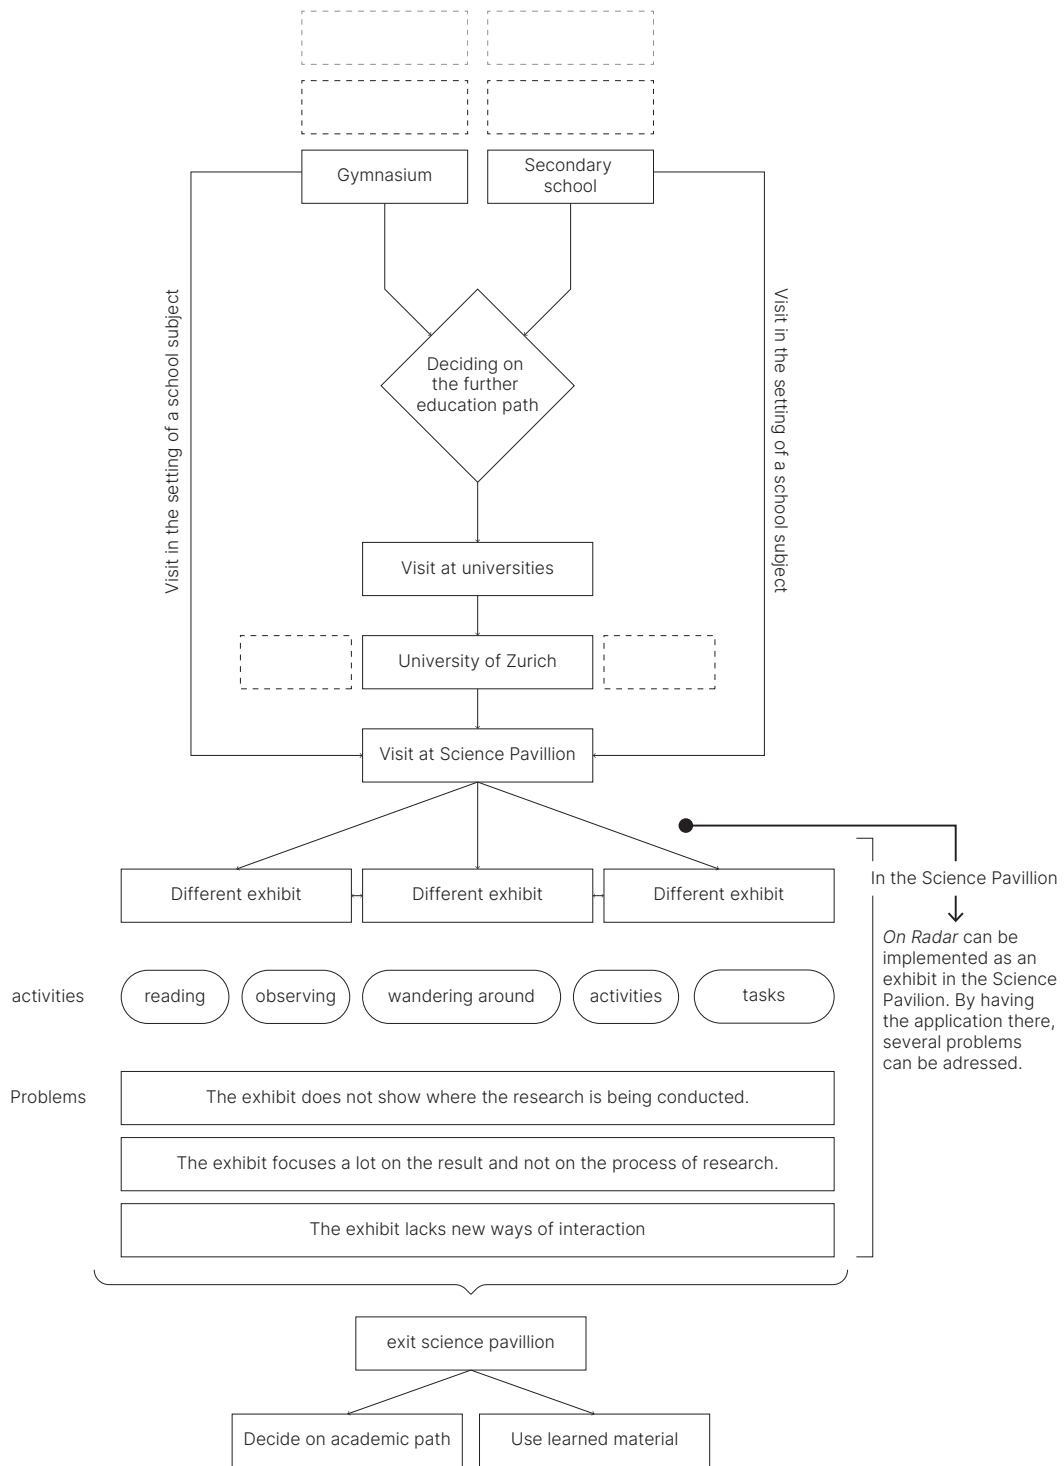 Gymnasium
Secondary
school
Visit in the setting of a school subject
Visit in the setting of a school subject
Deciding on
the further
education path
Visit at universities
University of Zurich
Visit at Science Pavillion
Different exhibit
Different exhibit
Different exhibit
In the Science Pavillion
On Radar can be
implemented as an
exhibit in the Science
Pavilion. By having
the application there,
several problems
can be adressed.
activities
reading
observing
wandering around
activities
tasks
Problems
The exhibit does not show where the research is being conducted.
The exhibit focuses a lot on the result and not on the process of research.
The exhibit lacks new ways of interaction
exit science pavillion
Decide on academic path
Use learned material